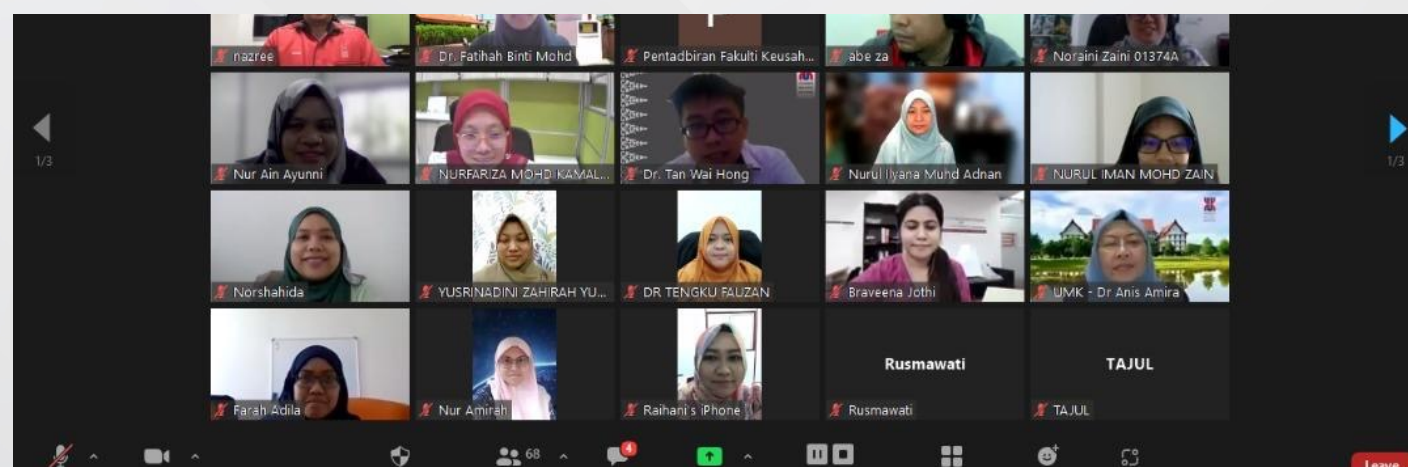 nazree
Dr. Fatihah Binti Mohd
Pentadbiran Fakulti Keusah...
abe za
Noraini Zaini 01374A
1/3
Nur Ain Ayunni
NURFARIZA MOHD KAMAL...
Dr. Tan Wai Hong
Nurul Ilyana Muhd Adnan
NURUL IMAN MOHD ZAIN
1/3
Norshahida
YUSRINADINI ZAHIRAH YU...
DR TENGKU FAUZAN
Braveena Jothi
UMK - Dr Anis Amira
Farah Adila
Nur Amirah
Raihani's iPhone
Rusmawati
Rusmawati
TAJUL
TAJUL
68
4
Leave